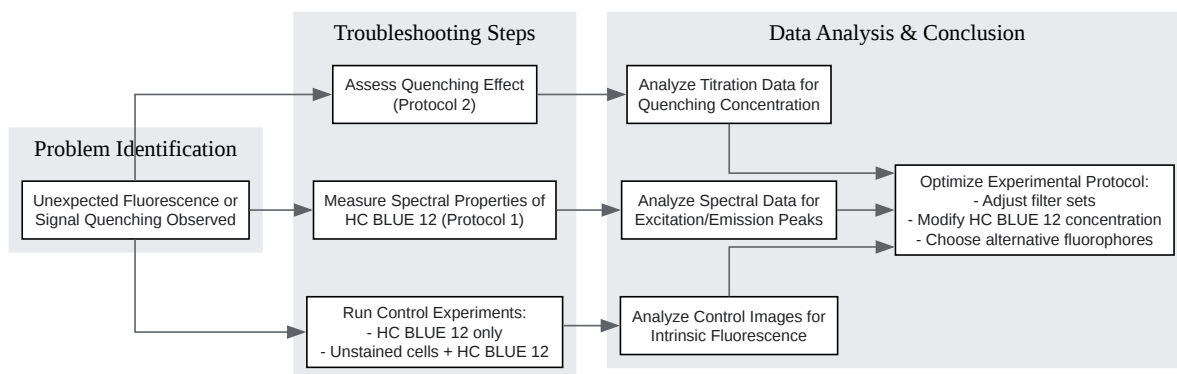 Troubleshooting Steps
Data Analysis & Conclusion
Assess Quenching Effect
(Protocol 2)
Analyze Titration Data for
Quenching Concentration
Problem Identification
Unexpected Fluorescence or
Signal Quenching Observed
Measure Spectral Properties of
HC BLUE 12 (Protocol 1)
Analyze Spectral Data for
Excitation/Emission Peaks
Optimize Experimental Protocol:
- Adjust filter sets
- Modify HC BLUE 12 concentration
- Choose alternative fluorophores
Run Control Experiments:
- HC BLUE 12 only
- Unstained cells + HC BLUE 12
Analyze Control Images for
Intrinsic Fluorescence